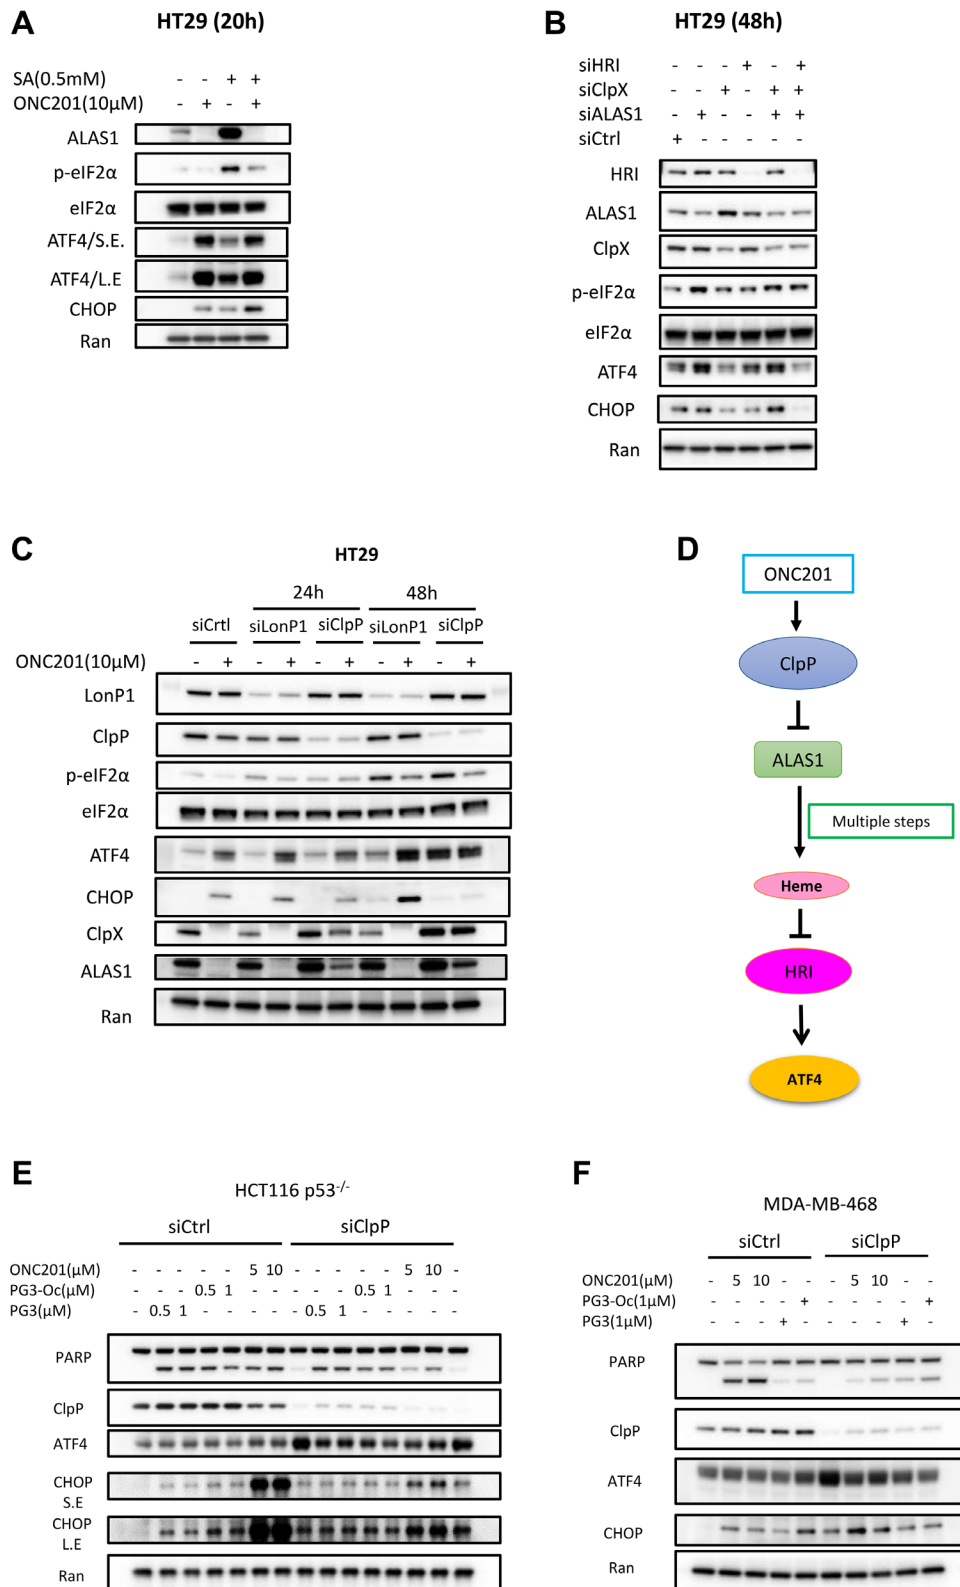 A
HT29 (20h)
SA(0.5mM) - - + +
ONC201(10μM) - + - +
ALAS1
p-eIF2α
eIF2α
ATF4/S.E.
ATF4/L.E
CHOP
Ran
B
HT29 (48h)
siHRI - - - + - +
siClpX - - + - + +
siALAS1 - + - - + +
siCtrl + - - - - -
HRI
ALAS1
ClpX
p-eIF2α
eIF2α
ATF4
CHOP
Ran
C
HT29
24h 48h
siCrtl siLonP1 siClpP siLonP1 siClpP
ONC201(10μM) - + - + - + - + - +
LonP1
ClpP
p-eIF2α
eIF2α
ATF4
CHOP
ClpX
ALAS1
Ran
D
ONC201
ClpP
ALAS1
Multiple steps
Heme
HRI
ATF4
E
HCT116 p53-/-
siCtrl siClpP
ONC201(μM) - - - - - 5 10 - - - - - 5 10 -
PG3-Oc(μM) - - - 0.5 1 - - - - - 0.5 1 - - -
PG3(μM) - 0.5 1 - - - - - 0.5 1 - - - - -
PARP
ClpP
ATF4
CHOP
S.E
CHOP
L.E
Ran
F
MDA-MB-468
siCtrl siClpP
ONC201(μM) - 5 10 - - - 5 10 - -
PG3-Oc(1μM) - - - - + - - - - +
PG3(1μM) - - - + - - - - + -
PARP
ClpP
ATF4
CHOP
Ran